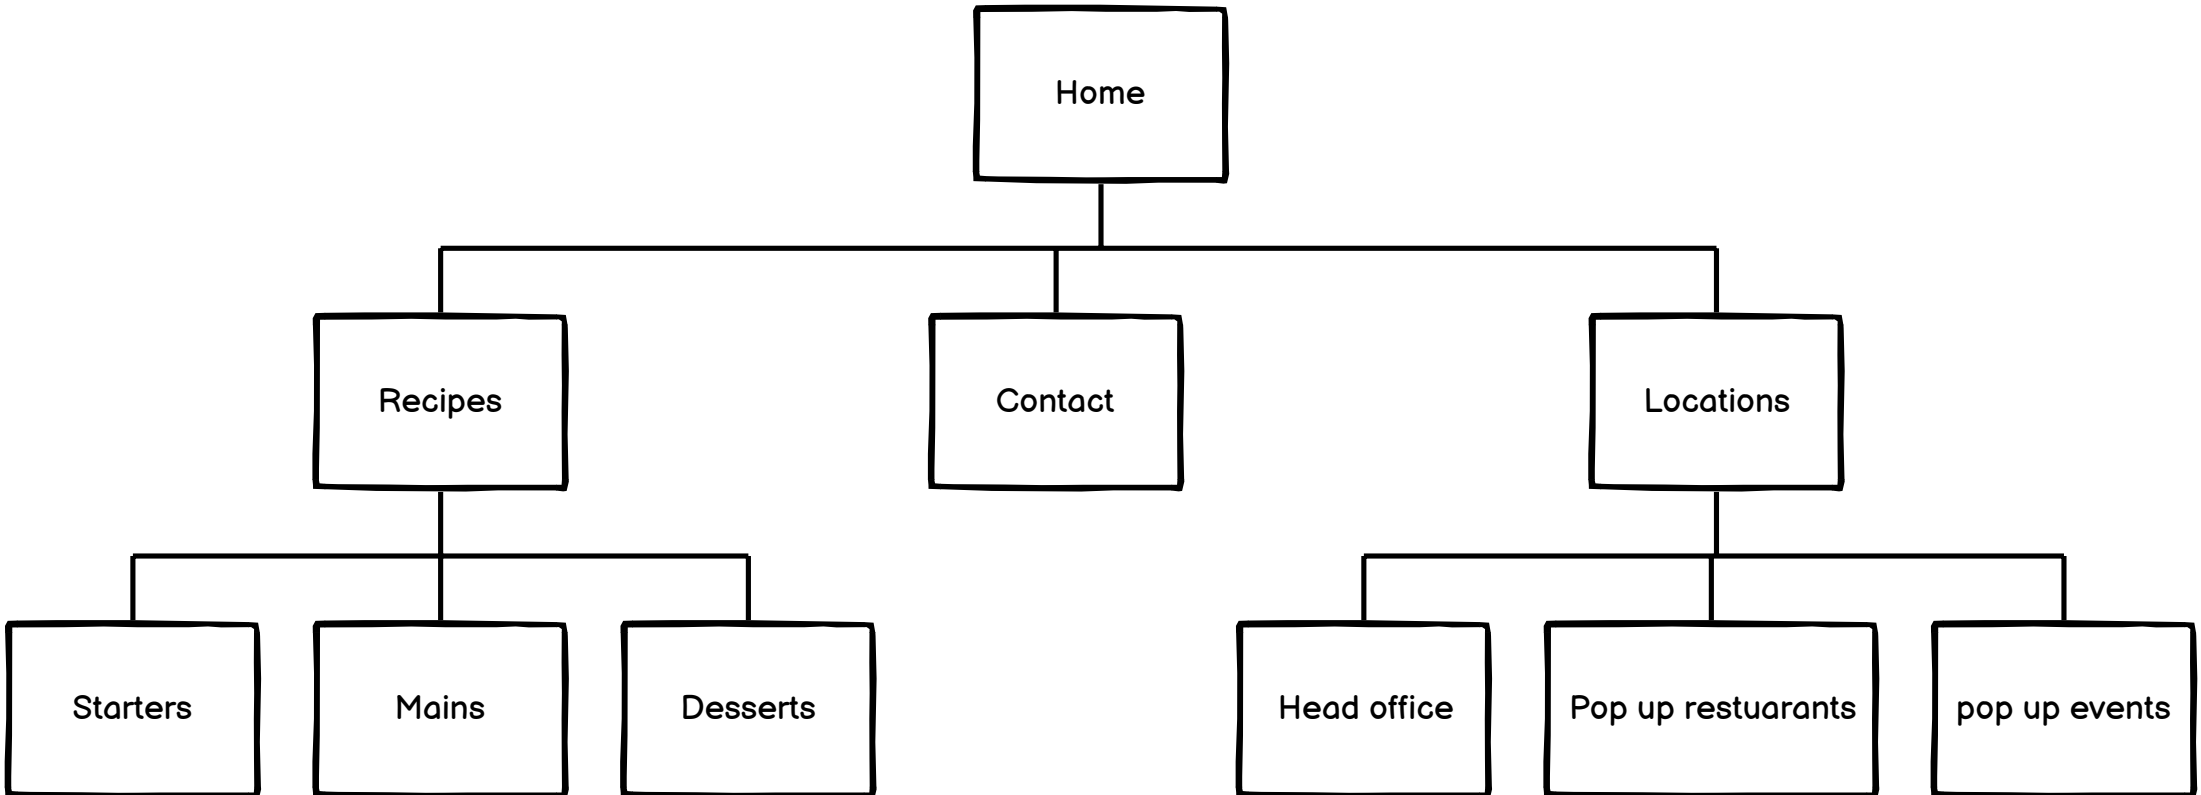 Home
Recipes
Contact
Locations
Starters
Mains
Desserts
Head office
Pop up restuarants
pop up events